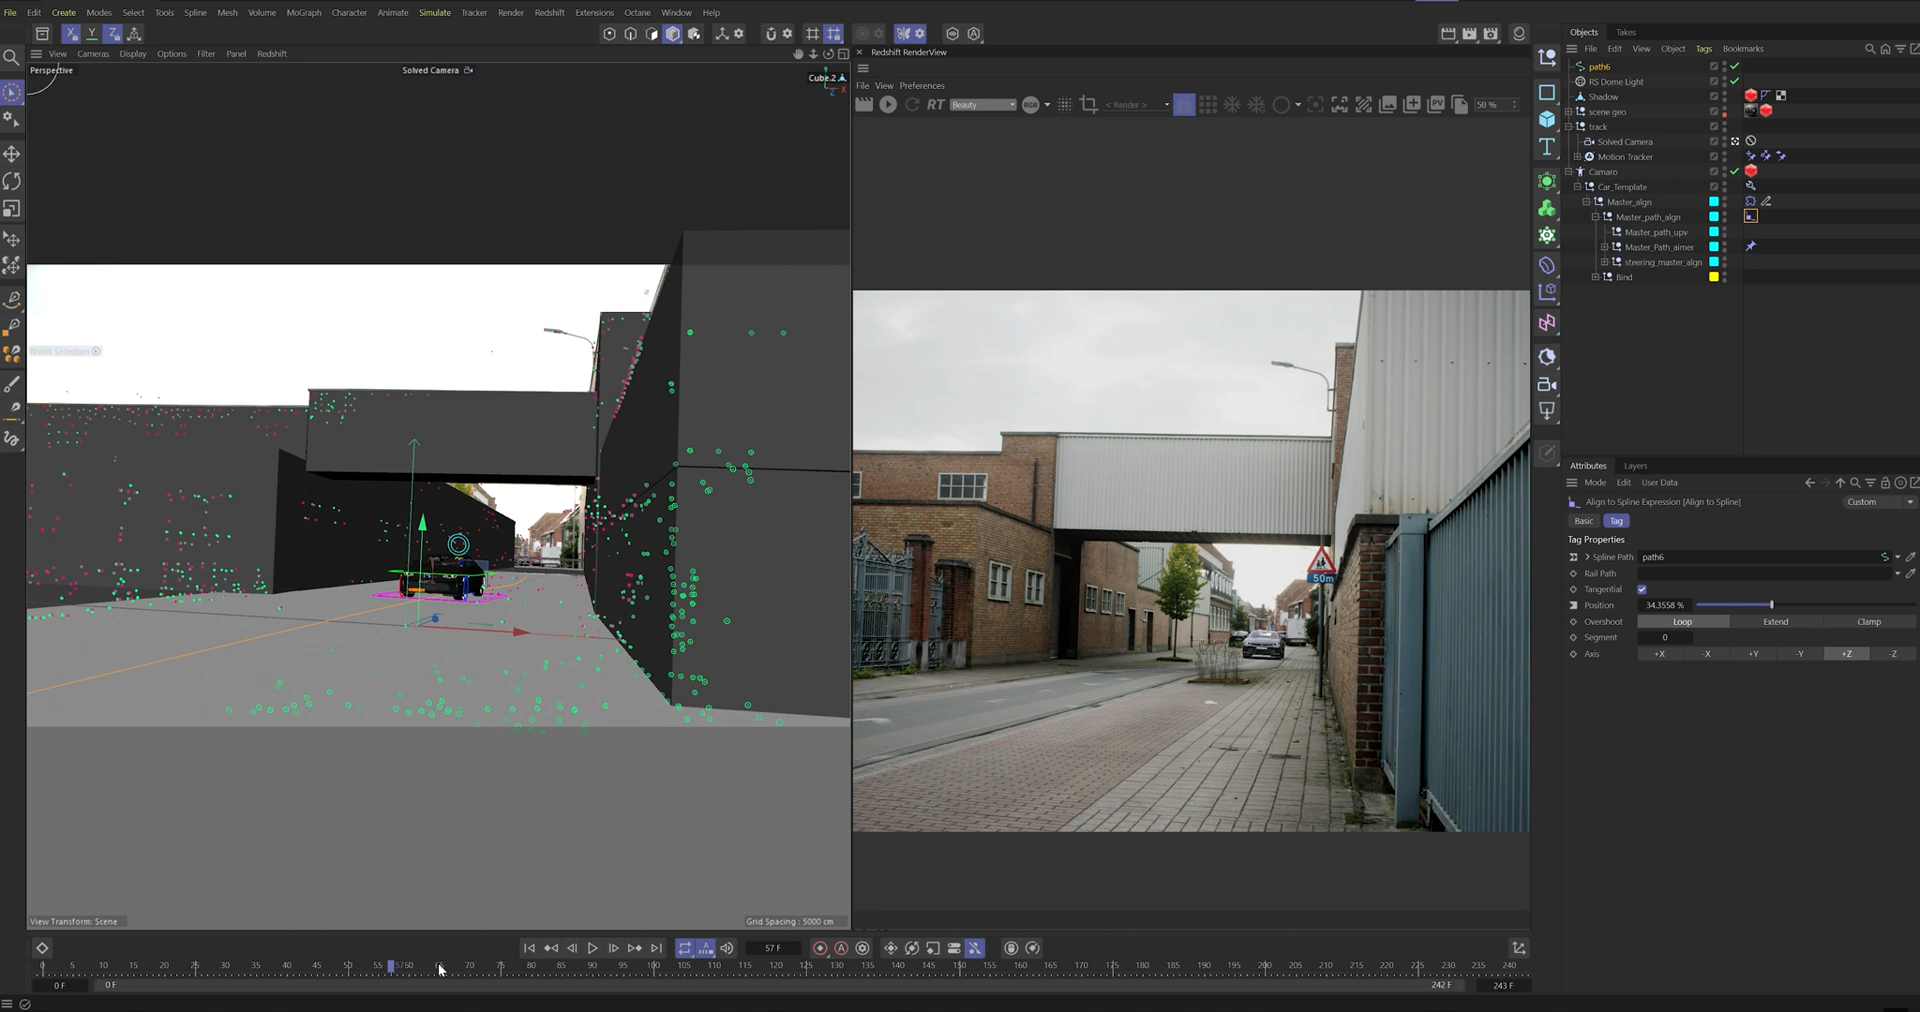 File Edit Create Modes Select Tools Spline Mesh Volume MoGraph Character Animate Simulate Tracker Render Redshift Extensions Octane Window Help
X Y Z
View Cameras Display Options Filter Panel Redshift
Perspective
Solved Camera
Cube.2
Brush Selection
View Transform: Scene
Grid Spacing : 5000 cm
Redshift RenderView
File View Preferences
RT Beauty RGB < Render > PV 50 %
50m
57 F
0 5 10 15 20 25 30 35 40 45 50 55 57 60 65 70 75 80 85 90 95 100 105 110 115 120 125 130 135 140 145 150 155 160 165 170 175 180 185 190 195 200 205 210 215 220 225 230 235 240
0 F 0 F 242 F 243 F
Objects Takes
File Edit View Object Tags Bookmarks
path6
RS Dome Light
Shadow
scene geo
track
Solved Camera
Motion Tracker
Camaro
Car_Template
Master_algn
Master_path_algn
Master_path_upv
Master_Path_aimer
steering_master_algn
Bind
Attributes Layers
Mode Edit User Data
Align to Spline Expression [Align to Spline]
Custom
Basic Tag
Tag Properties
Spline Path path6
Rail Path
Tangential
Position 34.3558 %
Overshoot Loop Extend Clamp
Segment 0
Axis +X -X +Y -Y +Z -Z